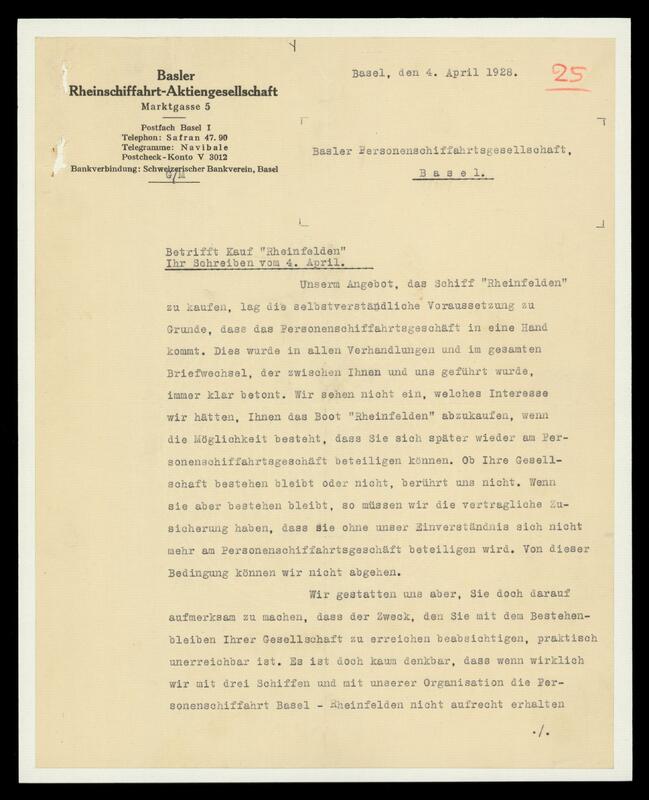 Basler
Rheinschiffahrt-Aktiengesellschaft
Marktgasse 5
Postfach Basel I
Telephon: Safran 47.90
Telegramme: Navibale
Postcheck-Konto V 3012
Bankverbindung: Schweizerischer Bankverein, Basel
G/M
Basel, den 4. April 1928.
25
Basler Personenschiffahrtsgesellschaft,
Basel.
Betrifft Kauf "Rheinfelden"
Ihr Schreiben vom 4. April.
Unserm Angebot, das Schiff "Rheinfelden"
zu kaufen, lag die selbstverständliche Voraussetzung zu
Grunde, dass das Personenschiffahrtsgeschäft in eine Hand
kommt. Dies wurde in allen Verhandlungen und im gesamten
Briefwechsel, der zwischen Ihnen und uns geführt wurde,
immer klar betont. Wir sehen nicht ein, welches Interesse
wir hätten, Ihnen das Boot "Rheinfelden" abzukaufen, wenn
die Möglichkeit besteht, dass Sie sich später wieder am Per-
sonenschiffahrtsgeschäft beteiligen können. Ob Ihre Gesell-
schaft bestehen bleibt oder nicht, berührt uns nicht. Wenn
sie aber bestehen bleibt, so müssen wir die vertragliche Zu-
sicherung haben, dass sie ohne unser Einverständnis sich nicht
mehr am Personenschiffahrtsgeschäft beteiligen wird. Von dieser
Bedingung können wir nicht abgehen.
Wir gestatten uns aber, Sie doch darauf
aufmerksam zu machen, dass der Zweck, den Sie mit dem Bestehen-
bleiben Ihrer Gesellschaft zu erreichen beabsichtigen, praktisch
unerreichbar ist. Es ist doch kaum denkbar, dass wenn wirklich
wir mit drei Schiffen und mit unserer Organisation die Per-
sonenschiffahrt Basel - Rheinfelden nicht aufrecht erhalten
./.